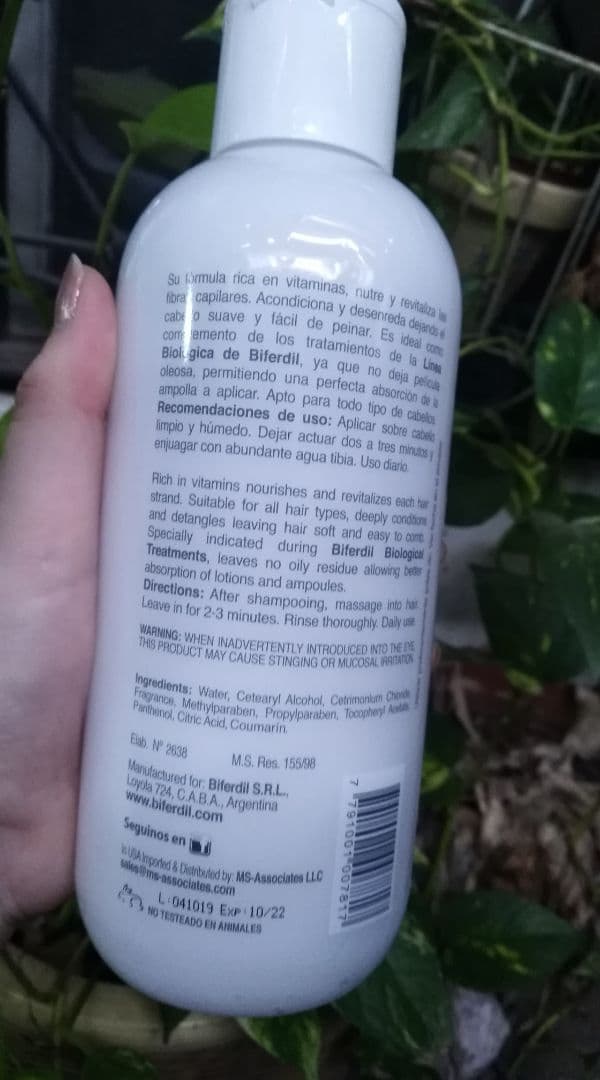 Su fórmula rica en vitaminas, nutre y revitaliza las
fibras capilares. Acondiciona y desenreda dejando el
cabello suave y fácil de peinar. Es ideal como
complemento de los tratamientos de la Línea
Biológica de Biferdil, ya que no deja película
oleosa, permitiendo una perfecta absorción de la
ampolla a aplicar. Apto para todo tipo de cabellos.
Recomendaciones de uso: Aplicar sobre cabello
limpio y húmedo. Dejar actuar dos a tres minutos y
enjuagar con abundante agua tibia. Uso diario.
Rich in vitamins nourishes and revitalizes each hair
strand. Suitable for all hair types, deeply conditions
and detangles leaving hair soft and easy to comb.
Specially indicated during Biferdil Biological
Treatments, leaves no oily residue allowing better
absorption of lotions and ampoules.
Directions: After shampooing, massage into hair.
Leave in for 2-3 minutes. Rinse thoroughly. Daily use.
WARNING: WHEN INADVERTENTLY INTRODUCED INTO THE EYE,
THIS PRODUCT MAY CAUSE STINGING OR MUCOSAL IRRITATION.
Ingredients: Water, Cetearyl Alcohol, Cetrimonium Chloride,
Fragrance, Methylparaben, Propylparaben, Tocopheryl Acetate,
Panthenol, Citric Acid, Coumarin.
Elab. Nº 2638 M.S. Res. 155/98
Manufactured for: Biferdil S.R.L.,
Loyola 724, C.A.B.A., Argentina
www.biferdil.com
Seguinos en
In USA Imported & Distributed by: MS-Associates LLC
sales@ms-associates.com
L:041019 EXP:10/22
NO TESTEADO EN ANIMALES
7 791001 007817